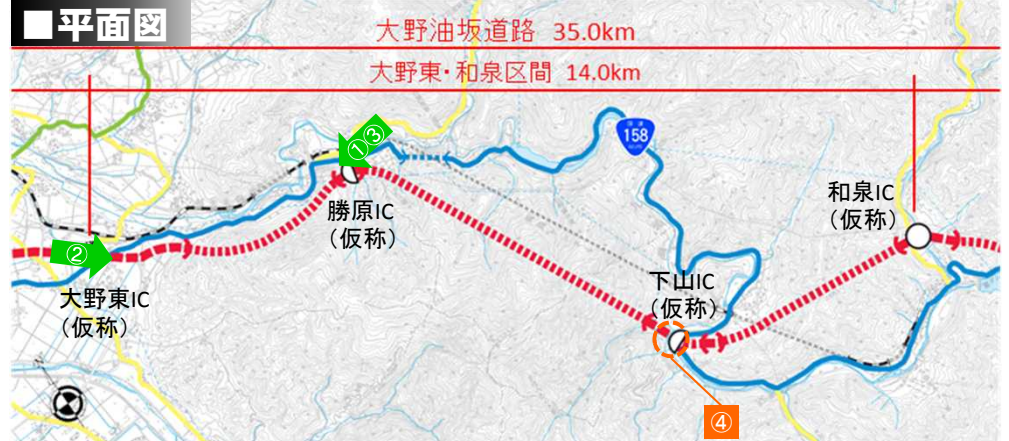 ■平面図
大野油坂道路 35.0km
大野東・和泉区間 14.0km
①③
158
和泉IC
(仮称)
勝原IC
(仮称)
②
下山IC
(仮称)
大野東IC
(仮称)
④